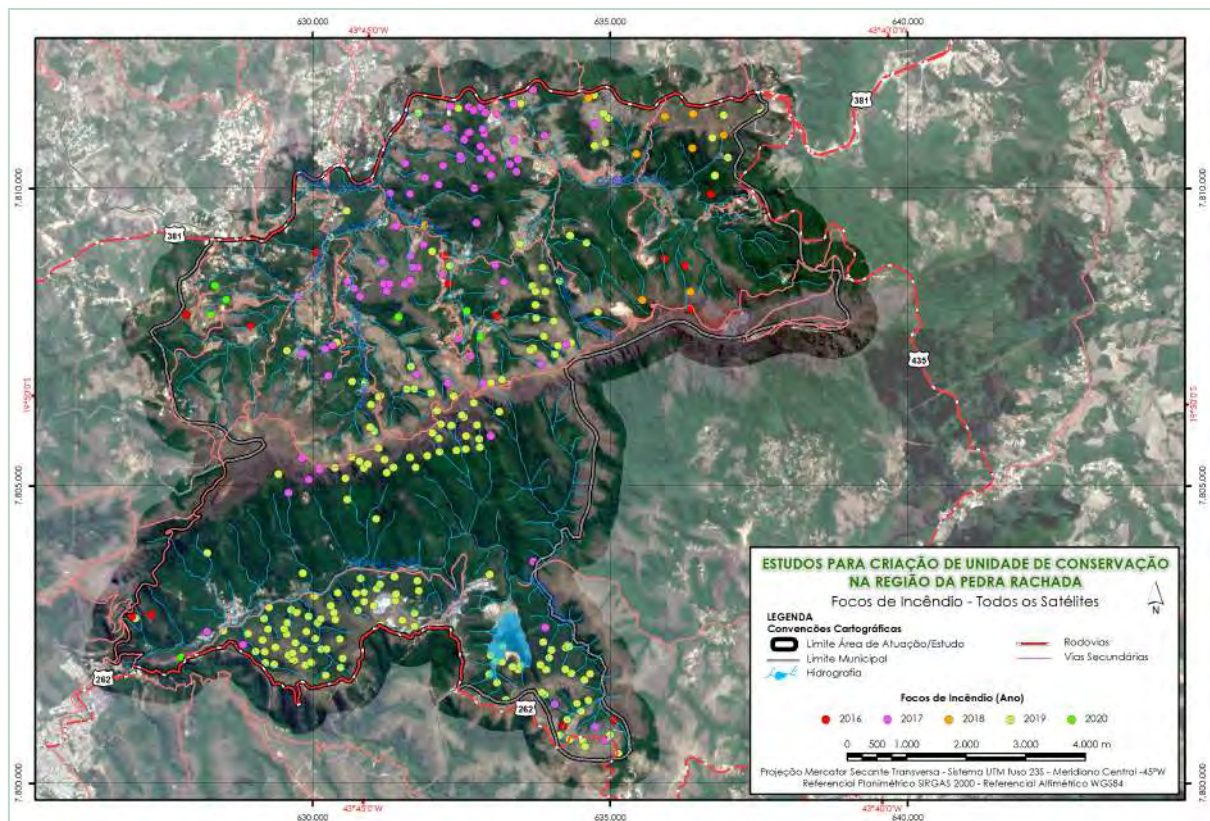 630.000
635.000
640.000
43°45'0"W
43°40'0"W
381
381
7.810.000
7.810.000
435
19°50'0"S
19°50'0"S
7.805.000
7.805.000
262
262
7.800.000
7.800.000
ESTUDOS PARA CRIAÇÃO DE UNIDADE DE CONSERVAÇÃO
NA REGIÃO DA PEDRA RACHADA
Focos de Incêndio - Todos os Satélites
N
LEGENDA
Convenções Cartográficas
Limite Área de Atuação/Estudo
Limite Municipal
Hidrografia
Rodovias
Vias Secundárias
Focos de Incêndio (Ano)
2016 2017 2018 2019 2020
0 500 1.000 2.000 3.000 4.000 m
Projeção Mercator Secante Transversa - Sistema UTM fuso 23S - Meridiano Central -45ºW
Referencial Planimétrico SIRGAS 2000 - Referencial Altimétrico WGS84
630.000
635.000
640.000
43°45'0"W
43°40'0"W